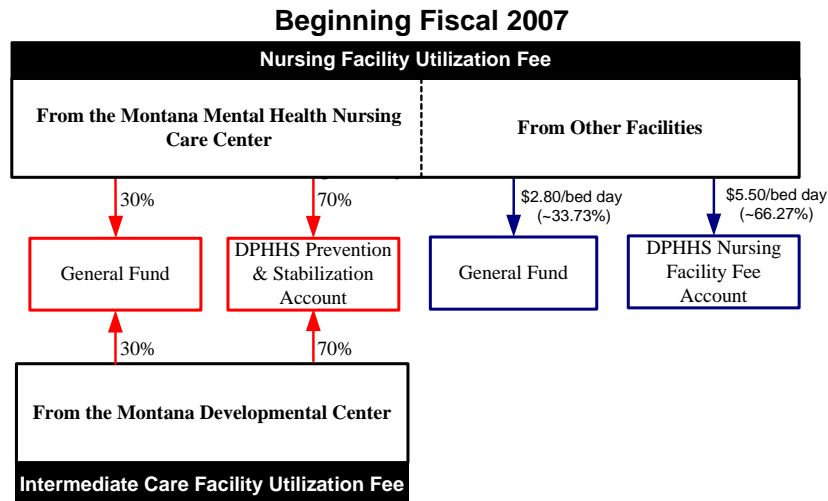 Beginning Fiscal 2007
Nursing Facility Utilization Fee
From the Montana Mental Health Nursing
Care Center
From Other Facilities
30%
70%
$2.80/bed day
(~33.73%)
$5.50/bed day
(~66.27%)
General Fund
DPHHS Prevention
& Stabilization
Account
General Fund
DPHHS Nursing
Facility Fee
Account
30%
70%
From the Montana Developmental Center
Intermediate Care Facility Utilization Fee